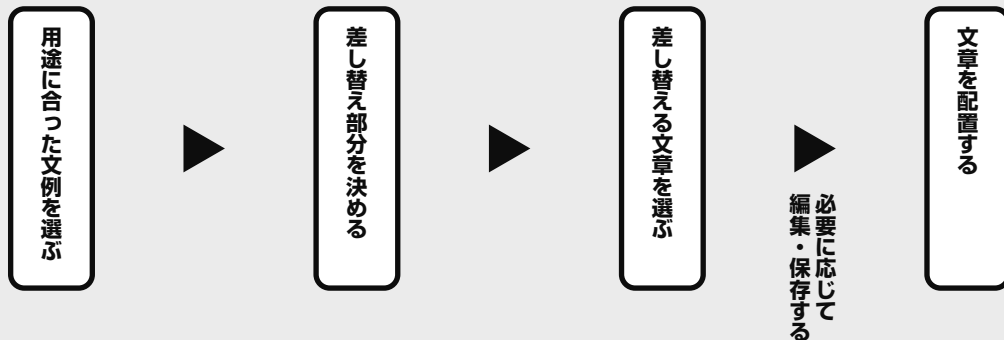 用途に合った文例を選ぶ
差し替え部分を決める
差し替える文章を選ぶ
必要に応じて
編集・保存する
文章を配置する